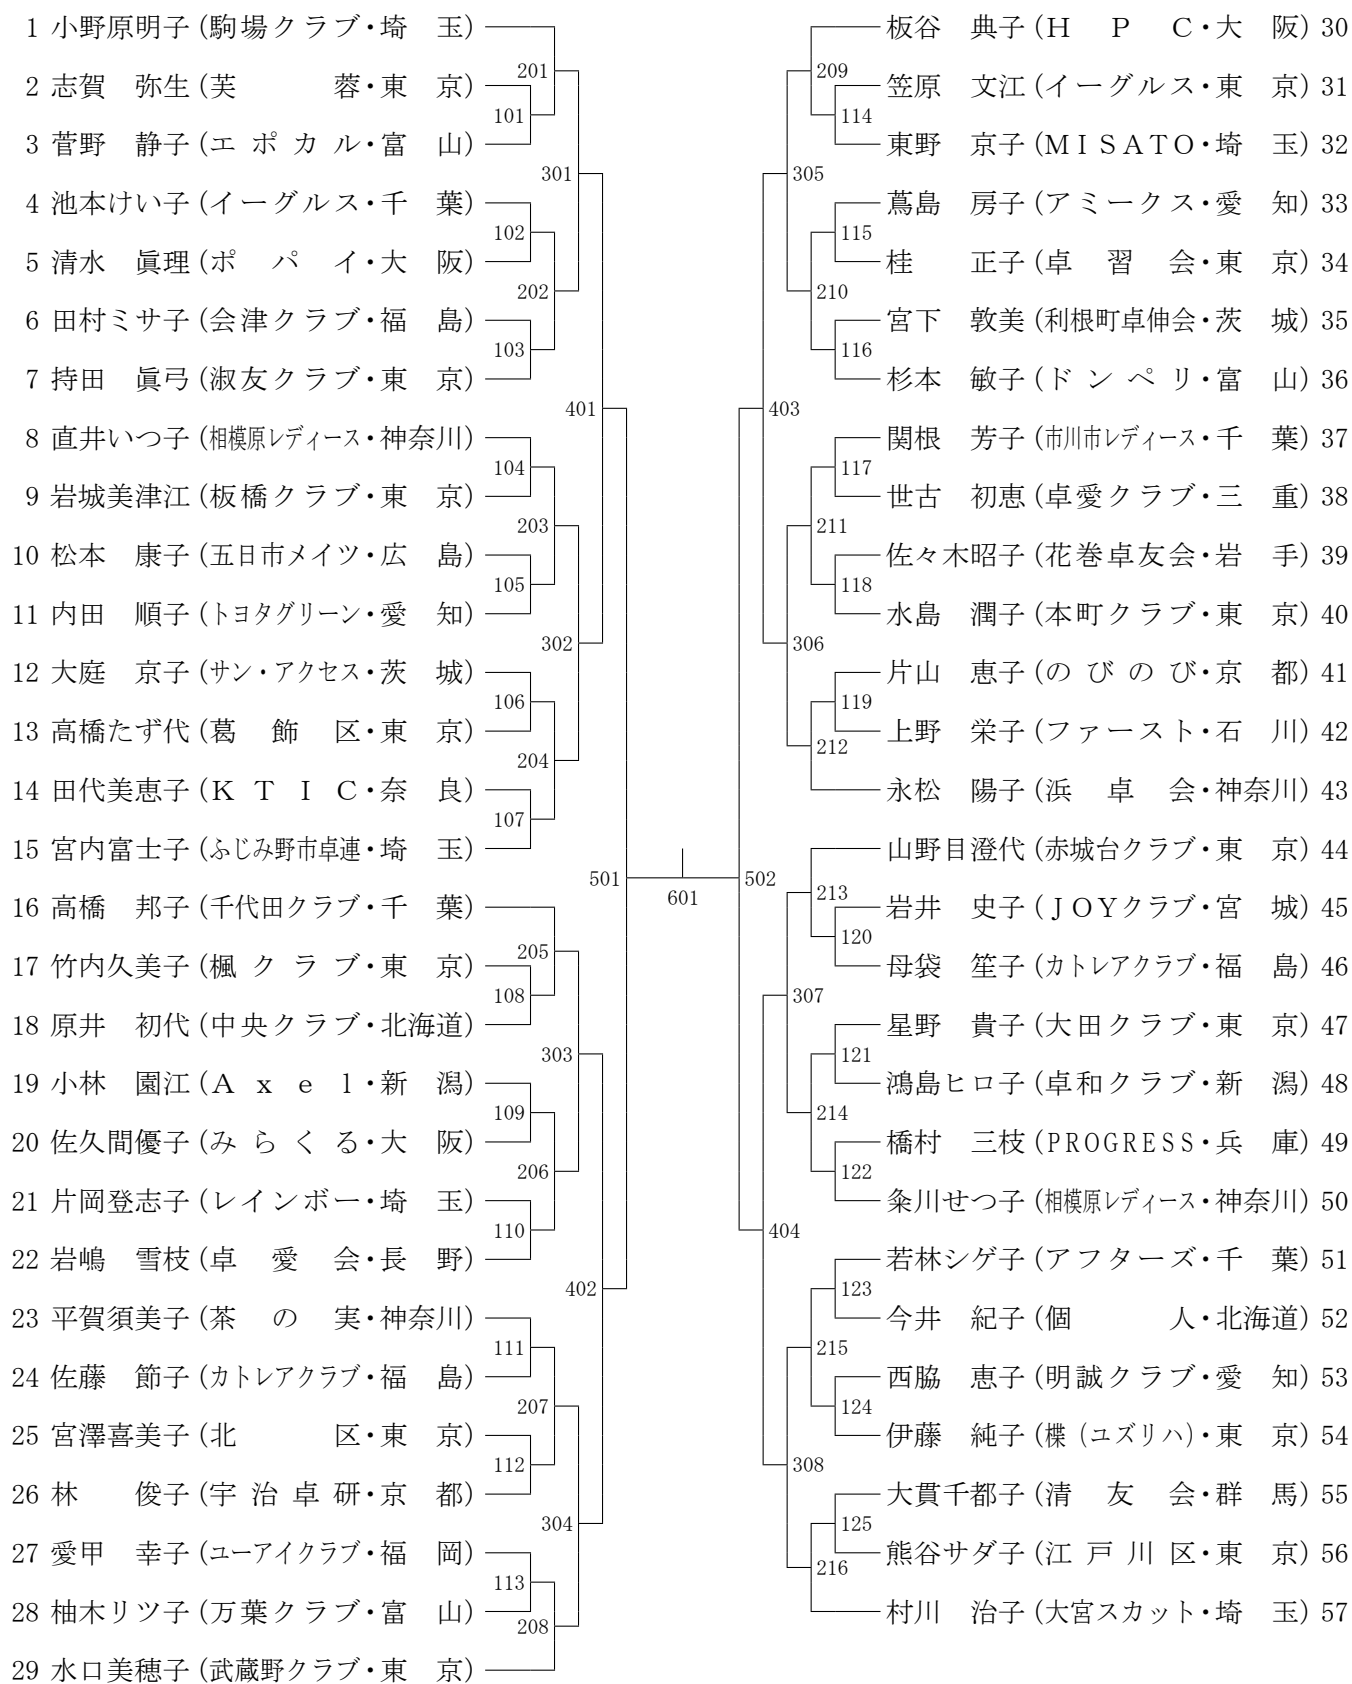 1 小野原明子 (駒場クラブ・埼 玉)
2 志賀 弥生 (芙 蓉・東 京)
3 菅野 静子 (エポカル・富 山)
4 池本けい子 (イーグルス・千 葉)
5 清水 眞理 (ポパイ・大 阪)
6 田村ミサ子 (会津クラブ・福 島)
7 持田 眞弓 (淑友クラブ・東 京)
8 直井いつ子 (相模原レディース・神奈川)
9 岩城美津江 (板橋クラブ・東 京)
10 松本 康子 (五日市メイツ・広 島)
11 内田 順子 (トヨタグリーン・愛 知)
12 大庭 京子 (サン・アクセス・茨 城)
13 高橋たず代 (葛飾区・東 京)
14 田代美恵子 (KTIC・奈 良)
15 宮内富士子 (ふじみ野市卓連・埼 玉)
16 高橋 邦子 (千代田クラブ・千 葉)
17 竹内久美子 (楓クラブ・東 京)
18 原井 初代 (中央クラブ・北海道)
19 小林 園江 (Axel・新 潟)
20 佐久間優子 (みらくる・大 阪)
21 片岡登志子 (レインボー・埼 玉)
22 岩嶋 雪枝 (卓愛会・長 野)
23 平賀須美子 (茶の実・神奈川)
24 佐藤 節子 (カトレアクラブ・福 島)
25 宮澤喜美子 (北 区・東 京)
26 林 俊子 (宇治卓研・京 都)
27 愛甲 幸子 (ユーアイクラブ・福 岡)
28 柚木リツ子 (万葉クラブ・富 山)
29 水口美穂子 (武蔵野クラブ・東 京)
101
102
103
104
105
106
107
108
109
110
111
112
113
201
202
203
204
205
206
207
208
301
302
303
304
401
402
501
601
502
403
404
305
306
307
308
209
210
211
212
213
214
215
216
114
115
116
117
118
119
120
121
122
123
124
125
板谷 典子 (HPC・大 阪) 30
笠原 文江 (イーグルス・東 京) 31
東野 京子 (MISATO・埼 玉) 32
蔦島 房子 (アミークス・愛 知) 33
桂 正子 (卓習会・東 京) 34
宮下 敦美 (利根町卓伸会・茨 城) 35
杉本 敏子 (ドンペリ・富 山) 36
関根 芳子 (市川市レディース・千 葉) 37
世古 初恵 (卓愛クラブ・三 重) 38
佐々木昭子 (花巻卓友会・岩 手) 39
水島 潤子 (本町クラブ・東 京) 40
片山 恵子 (のびのび・京 都) 41
上野 栄子 (ファースト・石 川) 42
永松 陽子 (浜卓会・神奈川) 43
山野目澄代 (赤城台クラブ・東 京) 44
岩井 史子 (JOYクラブ・宮 城) 45
母袋 笙子 (カトレアクラブ・福 島) 46
星野 貴子 (大田クラブ・東 京) 47
鴻島ヒロ子 (卓和クラブ・新 潟) 48
橋村 三枝 (PROGRESS・兵 庫) 49
粂川せつ子 (相模原レディース・神奈川) 50
若林シゲ子 (アフターズ・千 葉) 51
今井 紀子 (個 人・北海道) 52
西脇 恵子 (明誠クラブ・愛 知) 53
伊藤 純子 (楪(ユズリハ)・東 京) 54
大貫千都子 (清友会・群 馬) 55
熊谷サダ子 (江戸川区・東 京) 56
村川 治子 (大宮スカット・埼 玉) 57